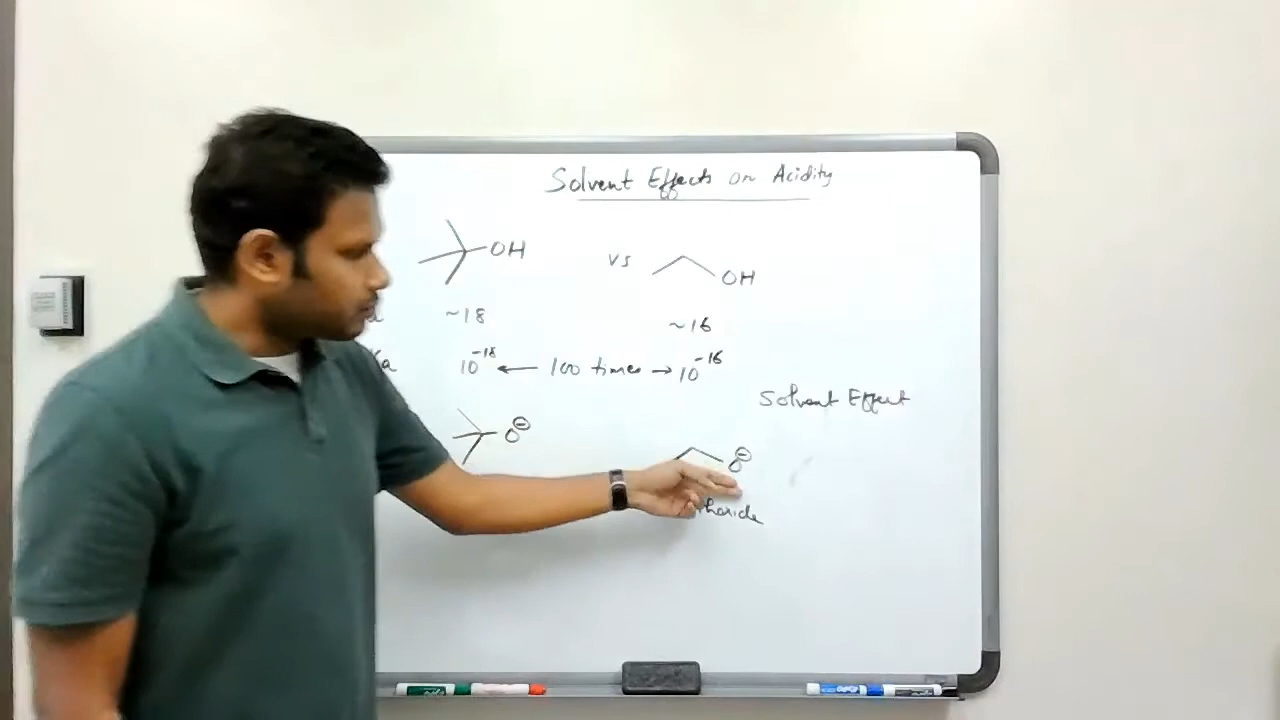 Solvent Effects on Acidity
OH
vs
OH
~18
~16
10⁻¹⁸ ← 100 times → 10⁻¹⁶
Solvent Effect
O⊖
O⊖